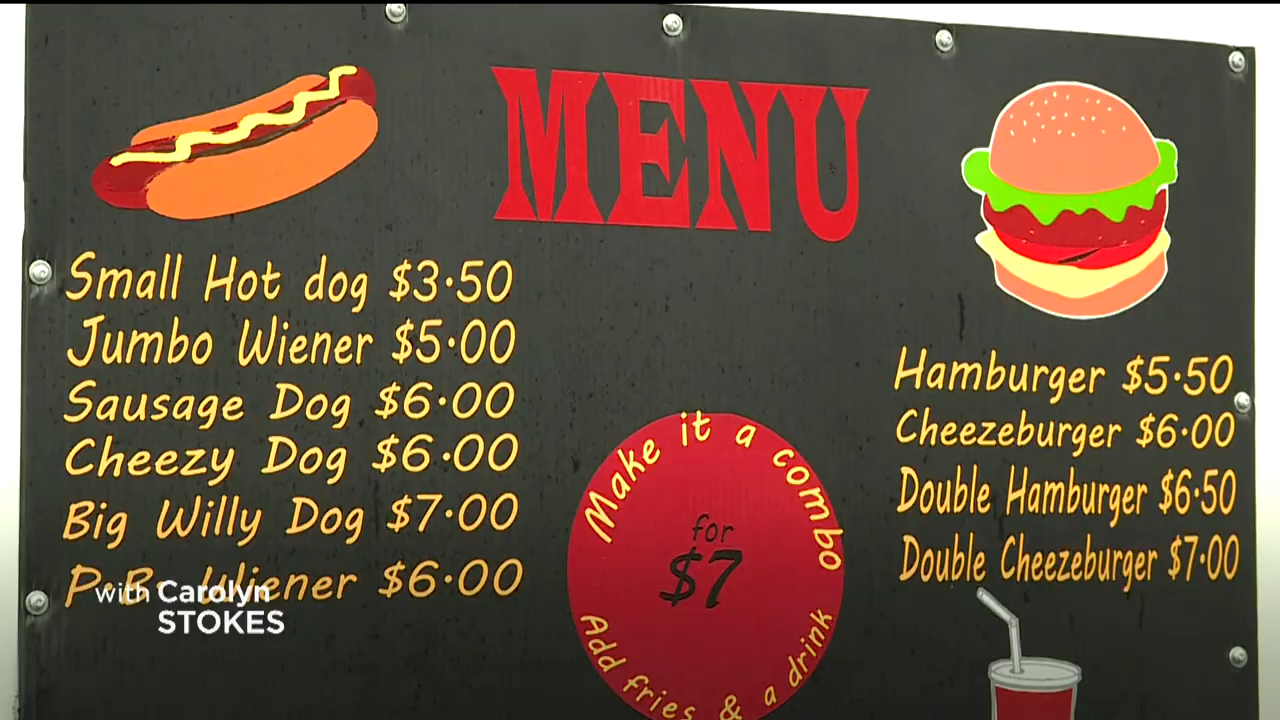 MENU
Small Hot dog $3.50
Jumbo Wiener $5.00
Sausage Dog $6.00
Cheezy Dog $6.00
Big Willy Dog $7.00
P.B. Wiener $6.00
Hamburger $5.50
Cheezeburger $6.00
Double Hamburger $6.50
Double Cheezeburger $7.00
Make it a combo
for
$7
Add fries & a drink
with Carolyn
STOKES